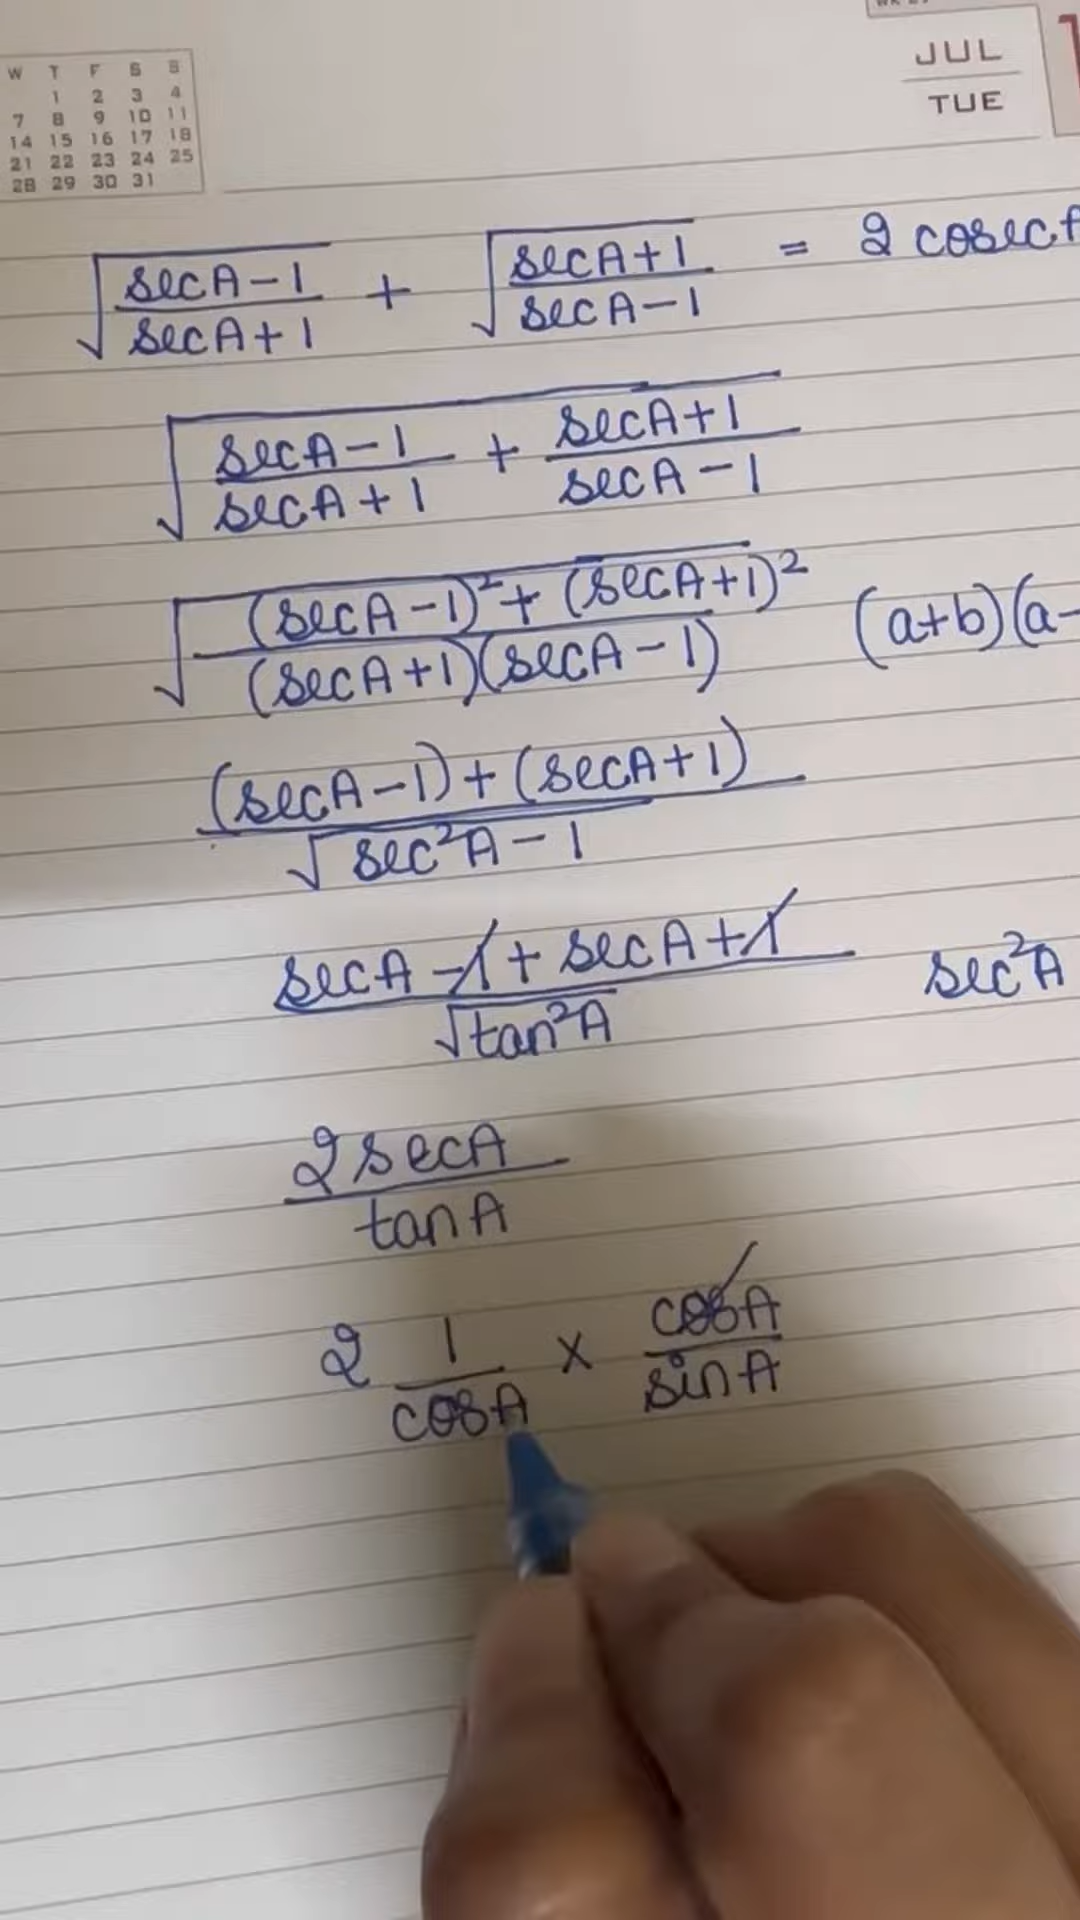 JUL
TUE
W T F S S
1 2 3 4
7 8 9 10 11
14 15 16 17 18
21 22 23 24 25
28 29 30 31
√((secA-1)/(secA+1)) + √((secA+1)/(secA-1)) = 2 cosecA
√((secA-1)/(secA+1) + (secA+1)/(secA-1))
√(((secA-1)²+(secA+1)²)/((secA+1)(secA-1))) (a+b)(a-
((secA-1)+(secA+1))/√(sec²A-1)
(secA-1+secA+1)/√(tan²A) sec²A
2secA/tanA
2 1/cosA × cosA/sinA